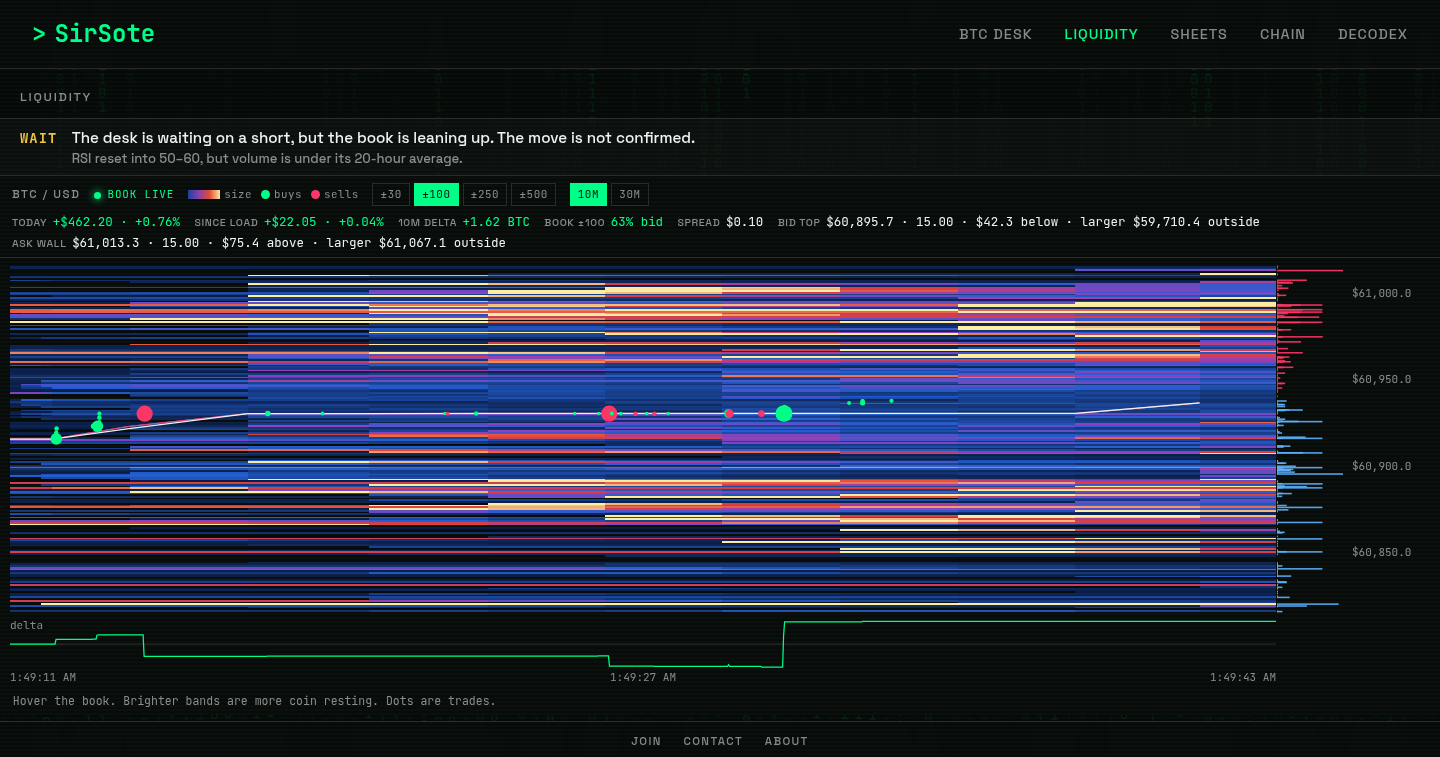 > SirSote
BTC DESK LIQUIDITY SHEETS CHAIN DECODEX
LIQUIDITY
WAIT The desk is waiting on a short, but the book is leaning up. The move is not confirmed.
RSI reset into 50–60, but volume is under its 20-hour average.
BTC / USD BOOK LIVE size buys sells ±30 ±100 ±250 ±500 10M 30M
TODAY +$462.20 · +0.76% SINCE LOAD +$22.05 · +0.04% 10M DELTA +1.62 BTC BOOK ±100 63% bid SPREAD $0.10 BID TOP $60,895.7 · 15.00 · $42.3 below · larger $59,710.4 outside
ASK WALL $61,013.3 · 15.00 · $75.4 above · larger $61,067.1 outside
$61,000.0
$60,950.0
$60,900.0
$60,850.0
delta
1:49:11 AM 1:49:27 AM 1:49:43 AM
Hover the book. Brighter bands are more coin resting. Dots are trades.
JOIN CONTACT ABOUT